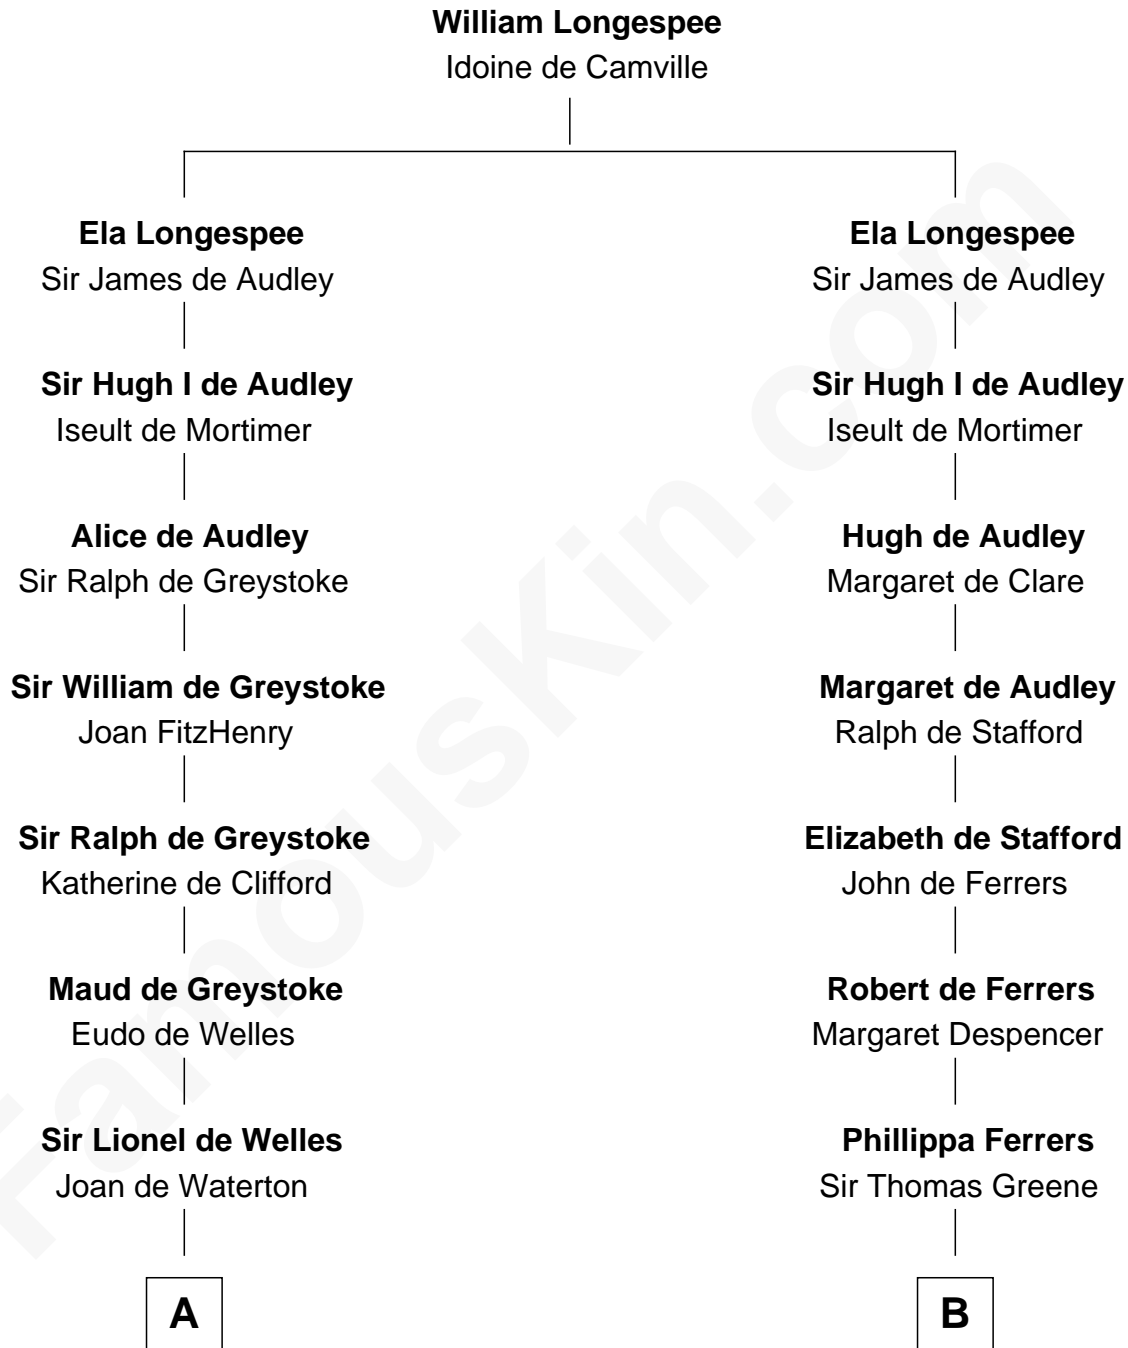 William Longespee
Idoine de Camville
Ela Longespee
Sir James de Audley
Sir Hugh I de Audley
Iseult de Mortimer
Alice de Audley
Sir Ralph de Greystoke
Sir William de Greystoke
Joan FitzHenry
Sir Ralph de Greystoke
Katherine de Clifford
Maud de Greystoke
Eudo de Welles
Sir Lionel de Welles
Joan de Waterton
A
Ela Longespee
Sir James de Audley
Sir Hugh I de Audley
Iseult de Mortimer
Hugh de Audley
Margaret de Clare
Margaret de Audley
Ralph de Stafford
Elizabeth de Stafford
John de Ferrers
Robert de Ferrers
Margaret Despencer
Phillippa Ferrers
Sir Thomas Greene
B
FamousKin.com